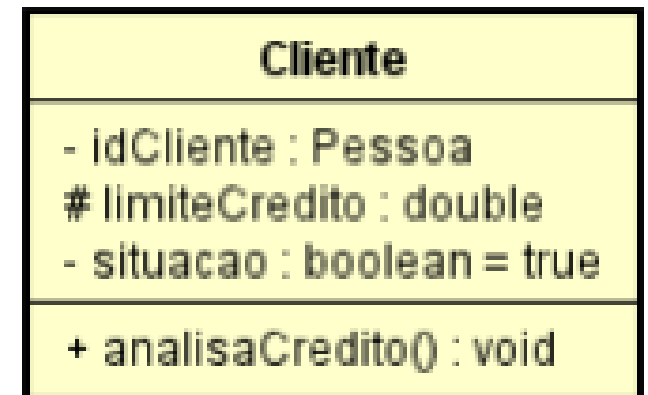 Cliente
- idCliente : Pessoa
# limiteCredito : double
- situacao : boolean = true
+ analisaCredito() : void